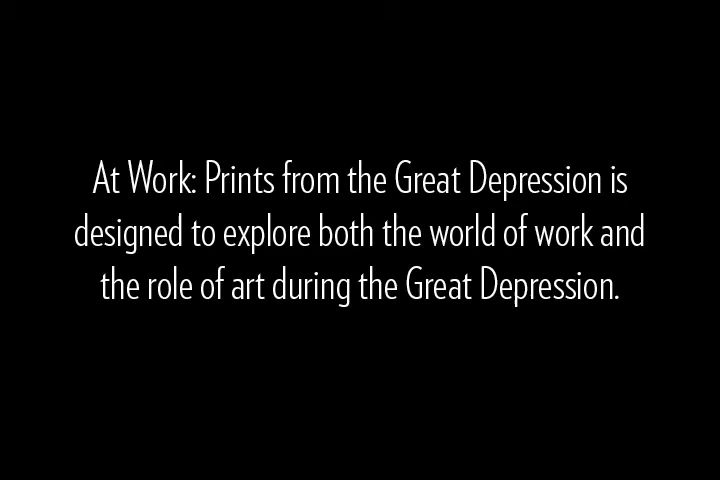 At Work: Prints from the Great Depression is
designed to explore both the world of work and
the role of art during the Great Depression.